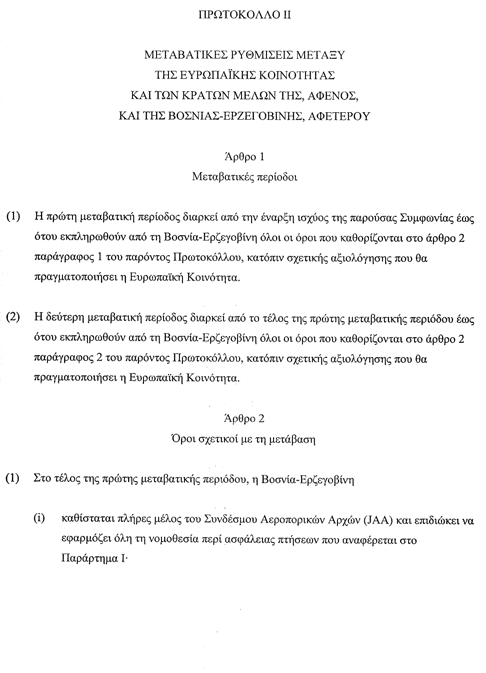 ΠΡΩΤΟΚΟΛΛΟ ΙΙ
ΜΕΤΑΒΑΤΙΚΕΣ ΡΥΘΜΙΣΕΙΣ ΜΕΤΑΞΥ
ΤΗΣ ΕΥΡΩΠΑΪΚΗΣ ΚΟΙΝΟΤΗΤΑΣ
ΚΑΙ ΤΩΝ ΚΡΑΤΩΝ ΜΕΛΩΝ ΤΗΣ, ΑΦΕΝΟΣ,
ΚΑΙ ΤΗΣ ΒΟΣΝΙΑΣ-ΕΡΖΕΓΟΒΙΝΗΣ, ΑΦΕΤΕΡΟΥ
Άρθρο 1
Μεταβατικές περίοδοι
(1) Η πρώτη μεταβατική περίοδος διαρκεί από την έναρξη ισχύος της παρούσας Συμφωνίας έως
ότου εκπληρωθούν από τη Βοσνία-Ερζεγοβίνη όλοι οι όροι που καθορίζονται στο άρθρο 2
παράγραφος 1 του παρόντος Πρωτοκόλλου, κατόπιν σχετικής αξιολόγησης που θα
πραγματοποιήσει η Ευρωπαϊκή Κοινότητα.
(2) Η δεύτερη μεταβατική περίοδος διαρκεί από το τέλος της πρώτης μεταβατικής περιόδου έως
ότου εκπληρωθούν από τη Βοσνία-Ερζεγοβίνη όλοι οι όροι που καθορίζονται στο άρθρο 2
παράγραφος 2 του παρόντος Πρωτοκόλλου, κατόπιν σχετικής αξιολόγησης που θα
πραγματοποιήσει η Ευρωπαϊκή Κοινότητα.
Άρθρο 2
Όροι σχετικοί με τη μετάβαση
(1) Στο τέλος της πρώτης μεταβατικής περιόδου, η Βοσνία-Ερζεγοβίνη
(i) καθίσταται πλήρες μέλος του Συνδέσμου Αεροπορικών Αρχών (JAA) και επιδιώκει να
εφαρμόζει όλη τη νομοθεσία περί ασφάλειας πτήσεων που αναφέρεται στο
Παράρτημα Ι·